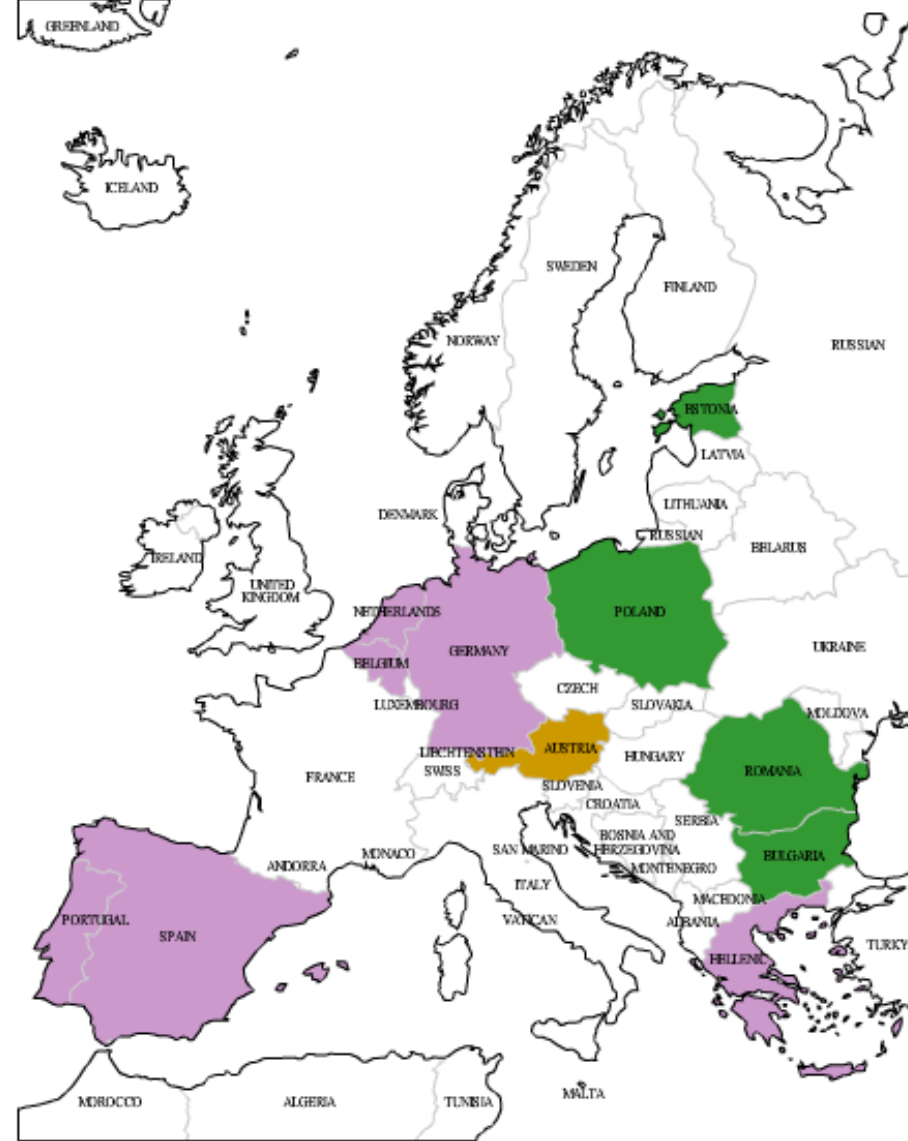 GREENLAND
ICELAND
SWEDEN
FINLAND
NORWAY
RUSSIAN
ESTONIA
LATVIA
LITHUANIA
DENMARK
RUSSIAN
BELARUS
IRELAND
UNITED
KINGDOM
NETHERLANDS
POLAND
GERMANY
UKRAINE
BELGIUM
CZECH
LUXEMBOURG
SLOVAKIA
MOLDOVA
LIECHTENSTEIN
AUSTRIA
HUNGARY
SWISS
ROMANIA
FRANCE
SLOVENIA
CROATIA
SERBIA
BOSNIA AND
HERZEGOVINA
SAN MARINO
MONACO
BULGARIA
ANDORRA
MONTENEGRO
ITALY
MACEDONIA
PORTUGAL
VATICAN
ALBANIA
SPAIN
TURKY
HELLENIC
MALTA
MOROCCO
ALGERIA
TUNISIA